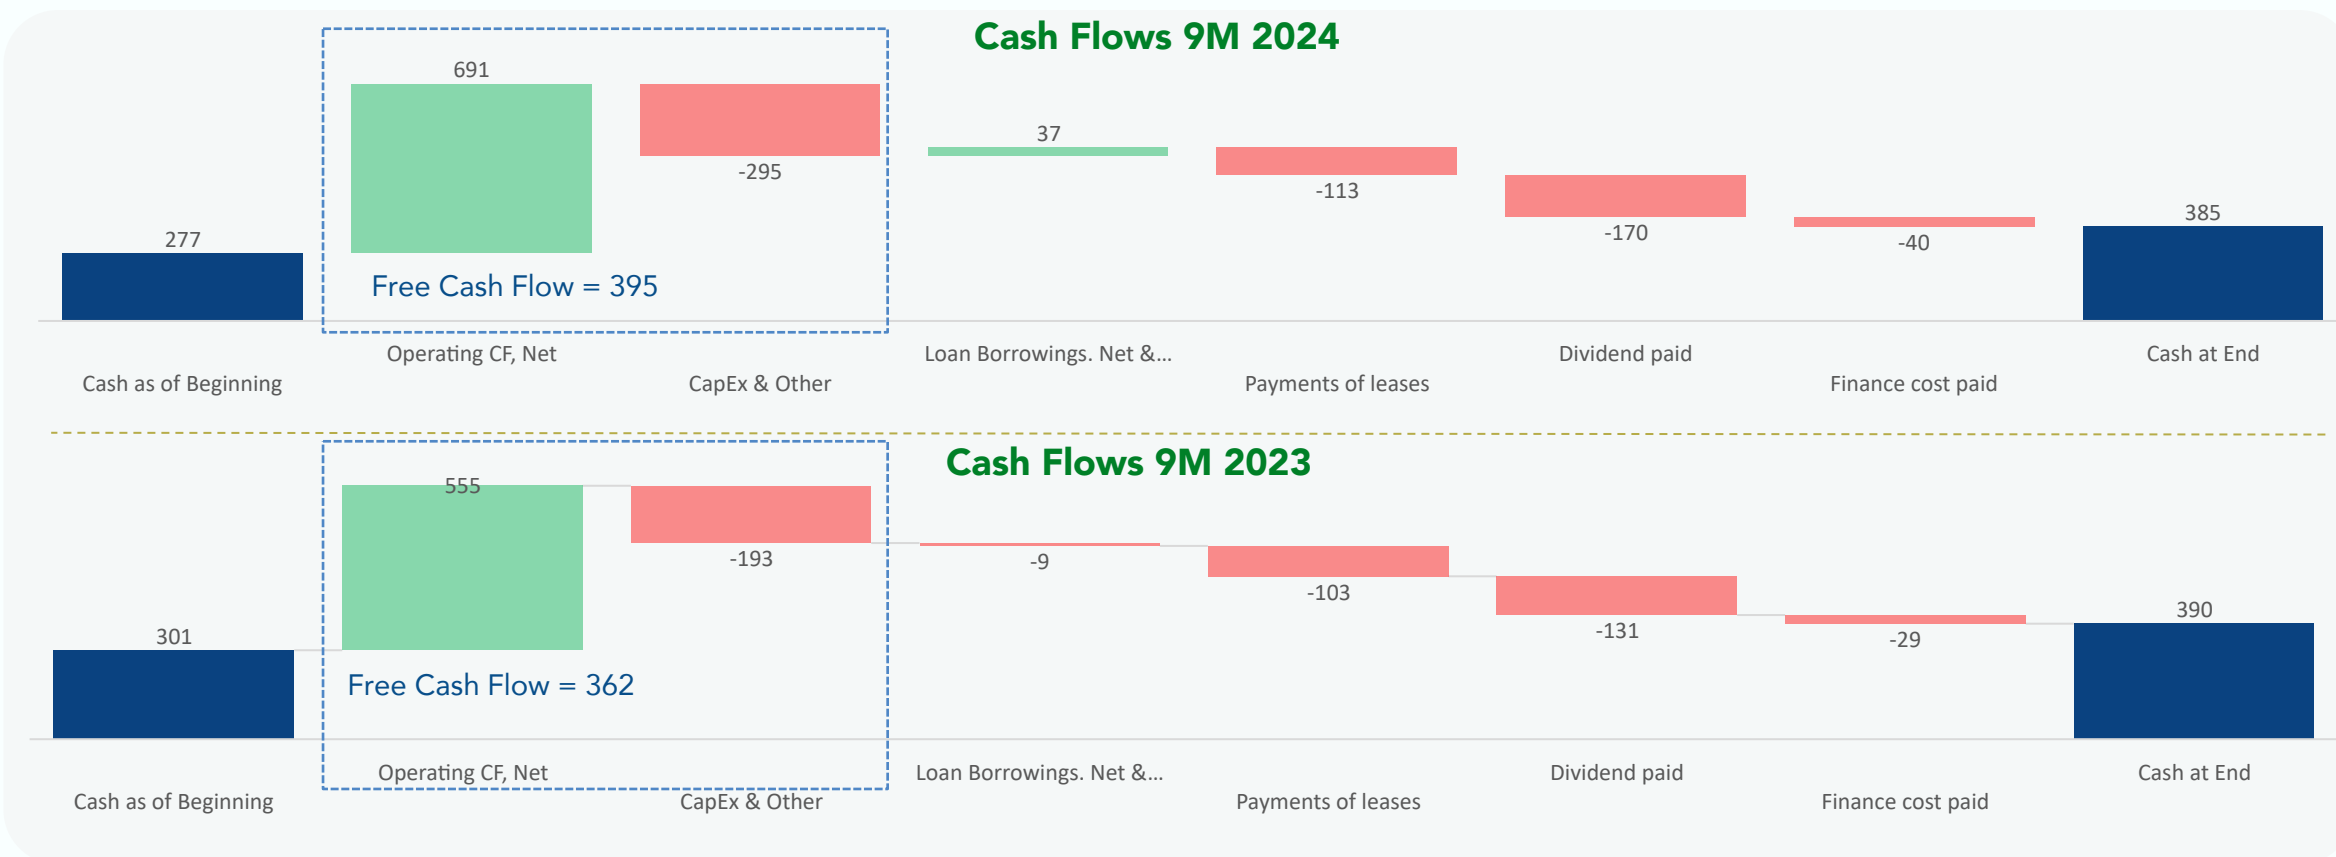 Cash Flows 9M 2024
691
-295
37
-113
-170
-40
277
385
Free Cash Flow = 395
Operating CF, Net
Loan Borrowings. Net &...
Dividend paid
Cash at End
Cash as of Beginning
CapEx & Other
Payments of leases
Finance cost paid
Cash Flows 9M 2023
555
-193
-9
-103
-131
-29
301
390
Free Cash Flow = 362
Operating CF, Net
Loan Borrowings. Net &...
Dividend paid
Cash at End
Cash as of Beginning
CapEx & Other
Payments of leases
Finance cost paid